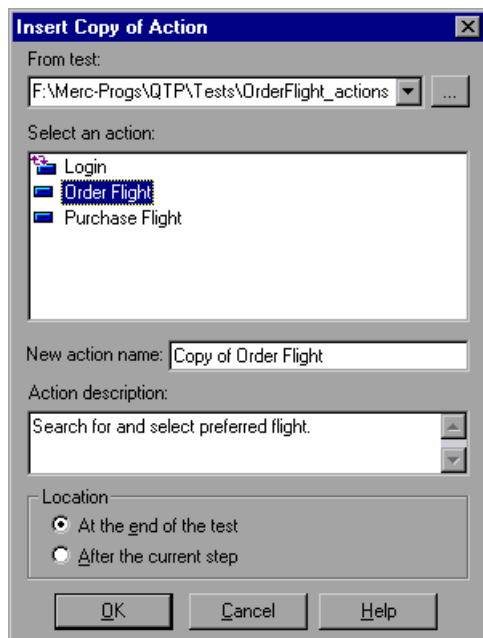 Insert Copy of Action
From test:
F:\Merc-Progs\QTP\Tests\OrderFlight_actions
...
Select an action:
Login
Order Flight
Purchase Flight
New action name: Copy of Order Flight
Action description:
Search for and select preferred flight.
Location
At the end of the test
After the current step
OK Cancel Help